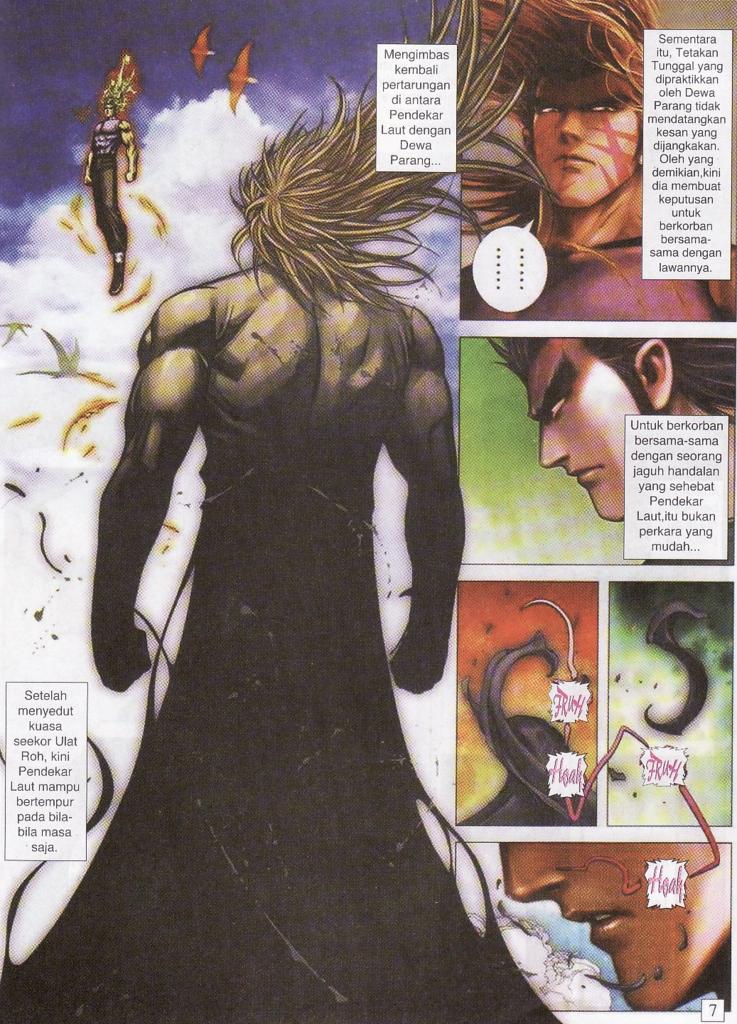 Mengimbas
kembali
pertarungan
di antara
Pendekar
Laut dengan
Dewa
Parang...
Sementara
itu, Tetakan
Tunggal yang
dipraktikkan
oleh Dewa
Parang tidak
mendatangkan
kesan yang
dijangkakan.
Oleh yang
demikian,kini
dia membuat
keputusan
untuk
berkorban
bersama-
sama dengan
lawannya.
Untuk berkorban
bersama-sama
dengan seorang
jaguh handalan
yang sehebat
Pendekar
Laut,itu bukan
perkara yang
mudah...
Setelah
menyedut
kuasa
seekor Ulat
Roh, kini
Pendekar
Laut mampu
bertempur
pada bila-
bila masa
saja.
Hoah
Hoah
7